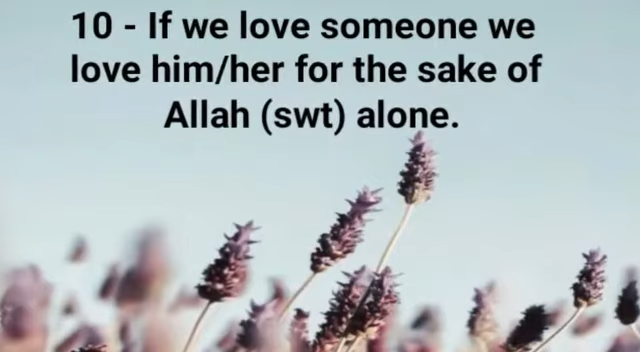 10 - If we love someone we
love him/her for the sake of
Allah (swt) alone.